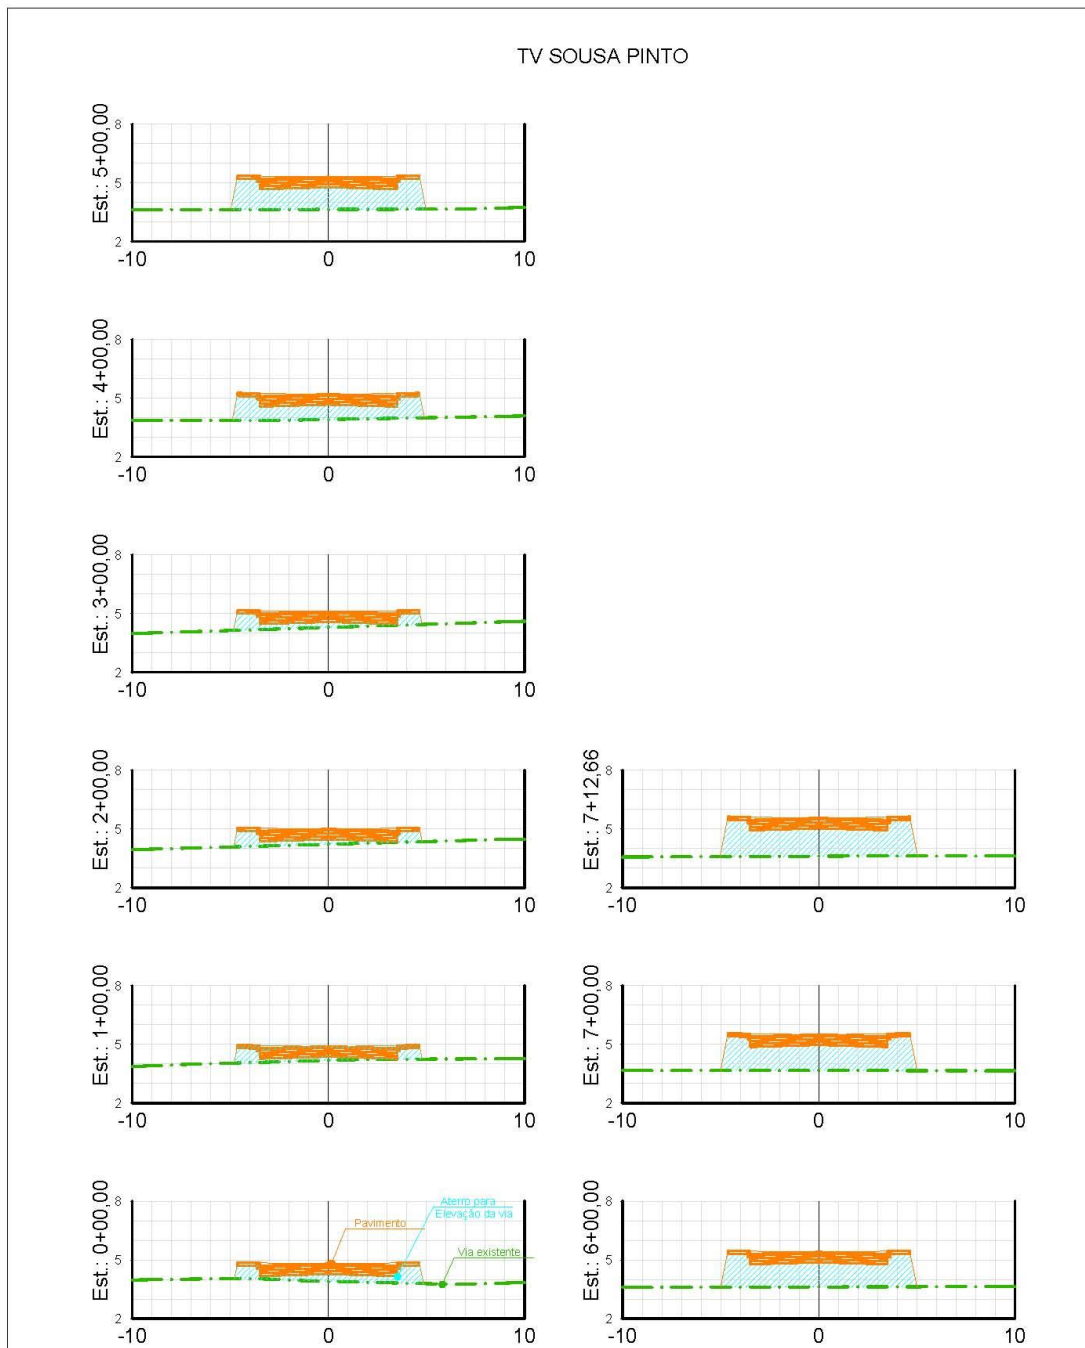 TV SOUSA PINTO
Est.: 5+00,00
8
5
2
-10 0 10
Est.: 4+00,00
8
5
2
-10 0 10
Est.: 3+00,00
8
5
2
-10 0 10
Est.: 2+00,00
8
5
2
-10 0 10
Est.: 7+12,66
8
5
2
-10 0 10
Est.: 1+00,00
8
5
2
-10 0 10
Est.: 7+00,00
8
5
2
-10 0 10
Est.: 0+00,00
8
5
2
-10 0 10
Aterro para
Elevação da via
Pavimento
Via existente
Est.: 6+00,00
8
5
2
-10 0 10